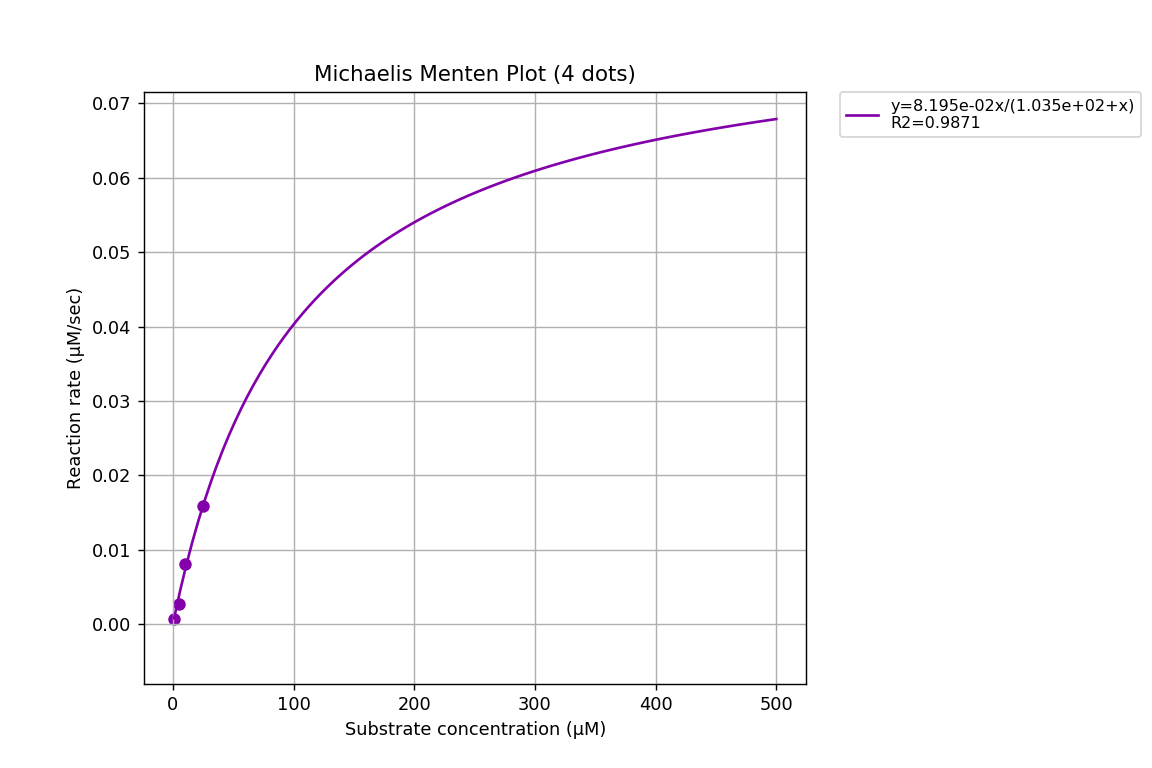 Michaelis Menten Plot (4 dots)
y=8.195e-02x/(1.035e+02+x)
R2=0.9871
Reaction rate (μM/sec)
0.07
0.06
0.05
0.04
0.03
0.02
0.01
0.00
0 100 200 300 400 500
Substrate concentration (μM)